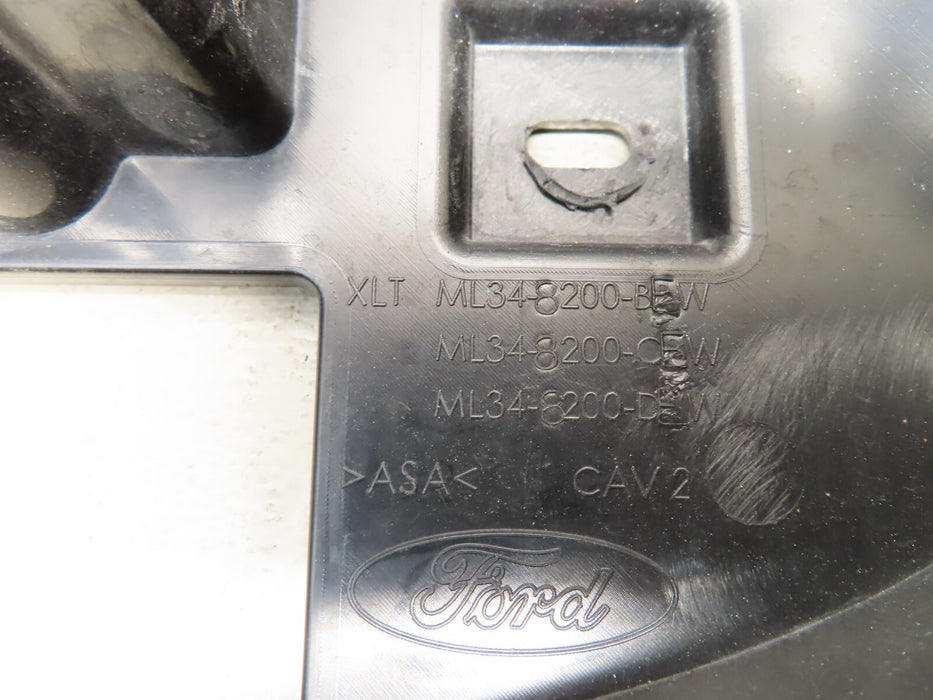 XLT ML34-8200-BEW
ML34-8200-CEW
ML34-8200-DEW
>ASA< CAV 2
Ford